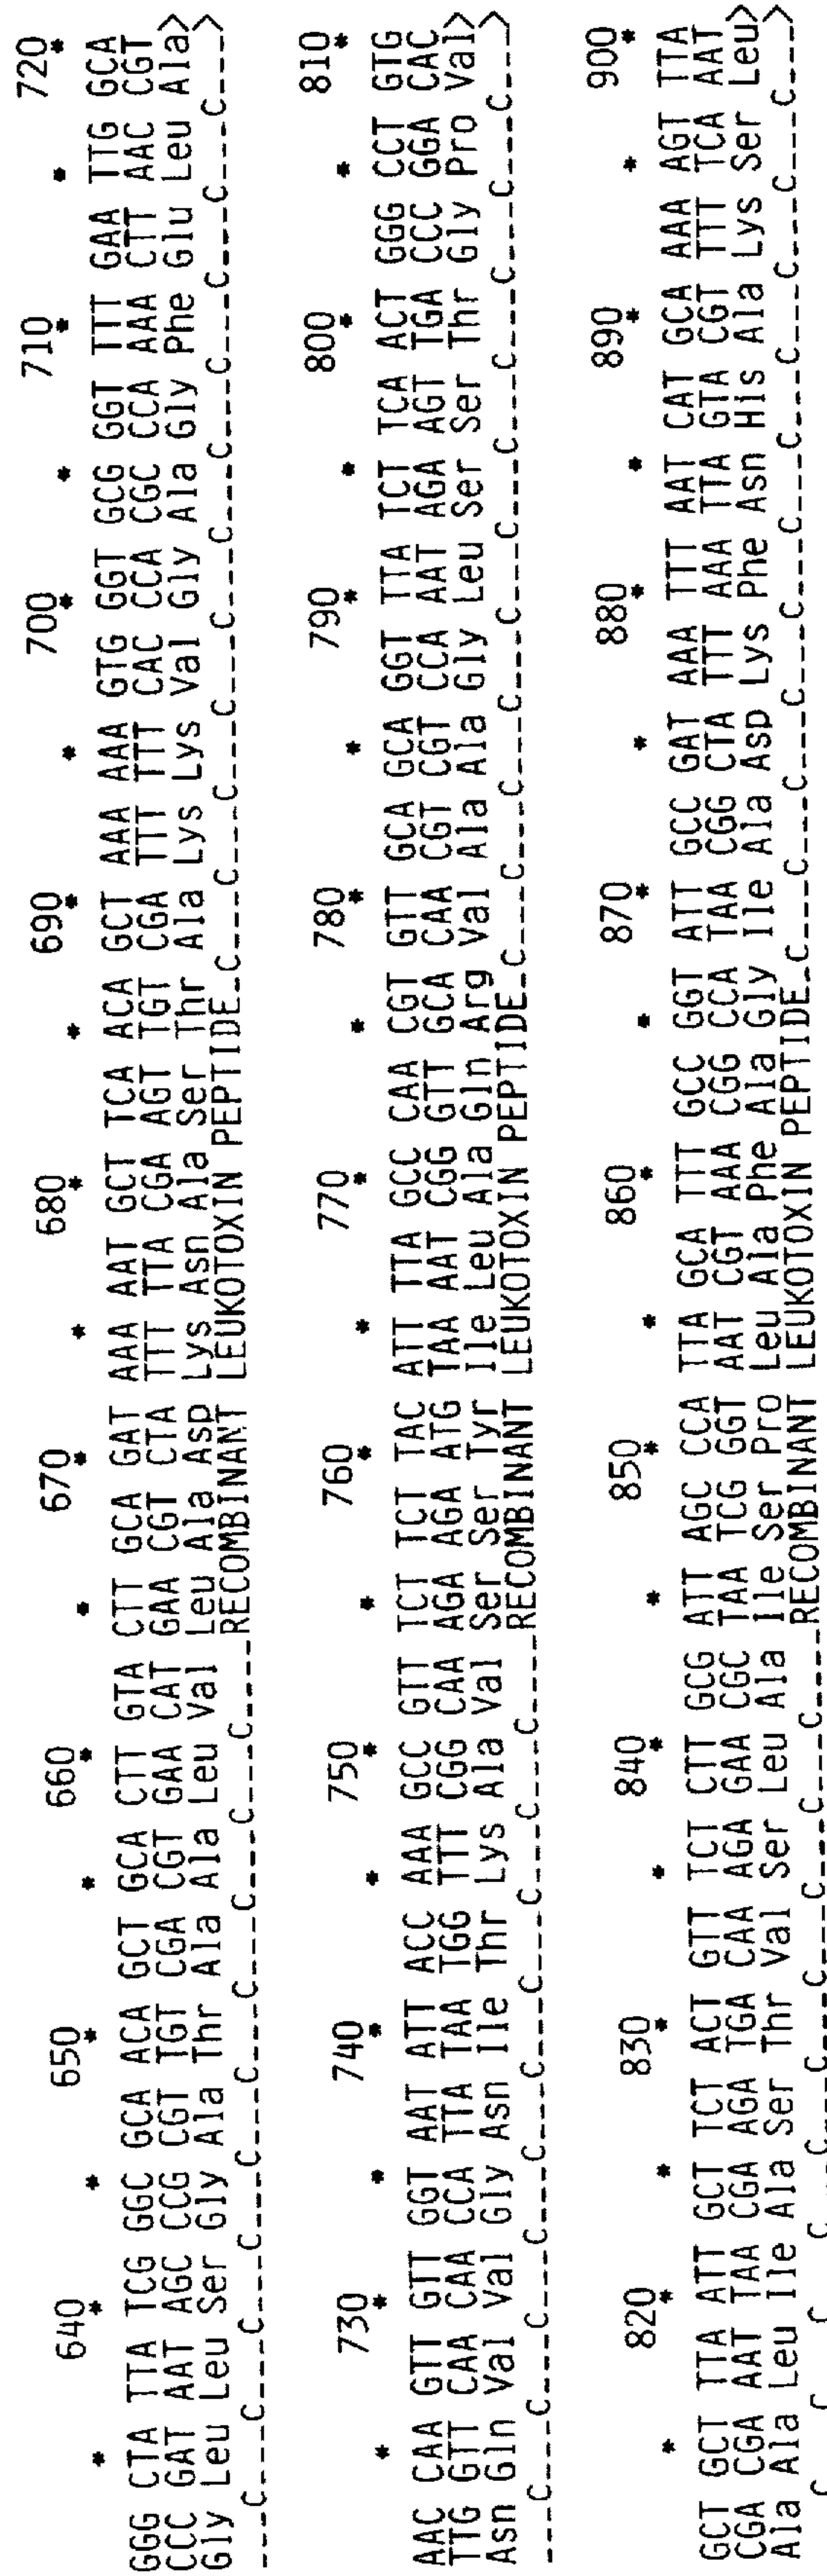 640 650 660 670 680 690 700 710 720
* * * * * * * * * * * * * * * * * *
GGG CTA TTA TCG GGC GCA ACA GCT GCA CTT GTA CTT GCA GAT AAA AAT GCT TCA ACA GCT AAA AAA GTG GGT GCG GGT TTT GAA TTG GCA
CCC GAT AAT AGC CCG CGT TGT CGA CGT GAA CAT GAA CGT CTA TTT TTA CGA AGT TGT CGA TTT TTT CAC CCA CGC CCA AAA CTT AAC CGT
Gly Leu Leu Ser Gly Ala Thr Ala Ala Leu Val Leu Ala Asp Lys Asn Ala Ser Thr Ala Lys Lys Val Gly Ala Gly Phe Glu Leu Ala>
---C---C---C---C---C---C---C---C---C---C____RECOMBINANT LEUKOTOXIN PEPTIDE_C---C---C---C---C---C---C---C---C---C---C--->
730 740 750 760 770 780 790 800 810
* * * * * * * * * * * * * * * * * *
AAC CAA GTT GTT GGT AAT ATT ACC AAA GCC GTT TCT TCT TAC ATT TTA GCC CAA CGT GTT GCA GCA GGT TTA TCT TCA ACT GGG CCT GTG
TTG GTT CAA CAA CCA TTA TAA TGG TTT CGG CAA AGA AGA ATG TAA AAT CGG GTT GCA CAA CGT CGT CCA AAT AGA AGT TGA CCC GGA CAC
Asn Gln Val Val Gly Asn Ile Thr Lys Ala Val Ser Ser Tyr Ile Leu Ala Gln Arg Val Ala Ala Gly Leu Ser Ser Thr Gly Pro Val>
---C---C---C---C---C---C---C---C---C---C____RECOMBINANT LEUKOTOXIN PEPTIDE_C---C---C---C---C---C---C---C---C---C---C--->
820 830 840 850 860 870 880 890 900
* * * * * * * * * * * * * * * * * *
GCT GCT TTA ATT GCT TCT ACT GTT TCT CTT GCG ATT AGC CCA TTA GCA TTT GCC GGT ATT GCC GAT AAA TTT AAT CAT GCA AAA AGT TTA
CGA CGA AAT TAA CGA AGA TGA CAA AGA GAA CGC TAA TCG GGT AAT CGT AAA CGG CCA TAA CGG CTA TTT AAA TTA GTA CGT TTT TCA AAT
Ala Ala Leu Ile Ala Ser Thr Val Ser Leu Ala Ile Ser Pro Leu Ala Phe Ala Gly Ile Ala Asp Lys Phe Asn His Ala Lys Ser Leu>
C---C---C---C---C---C---C---C---C---C____RECOMBINANT LEUKOTOXIN PEPTIDE_C---C---C---C---C---C---C---C---C---C---C--->